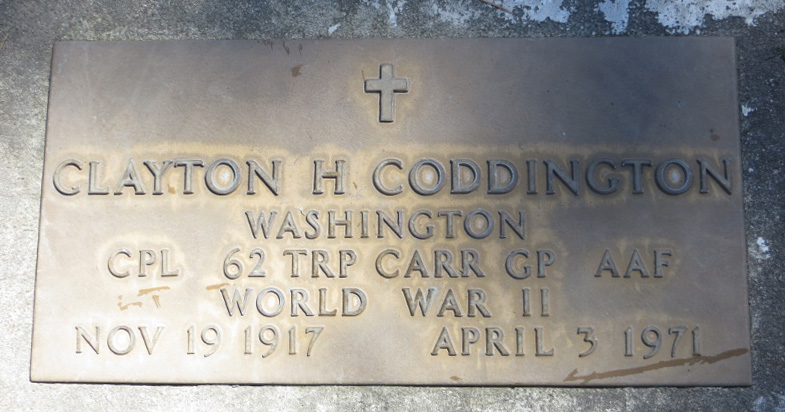 CLAYTON H CODDINGTON
WASHINGTON
CPL 62 TRP CARR GP AAF
WORLD WAR II
NOV 19 1917 APRIL 3 1971